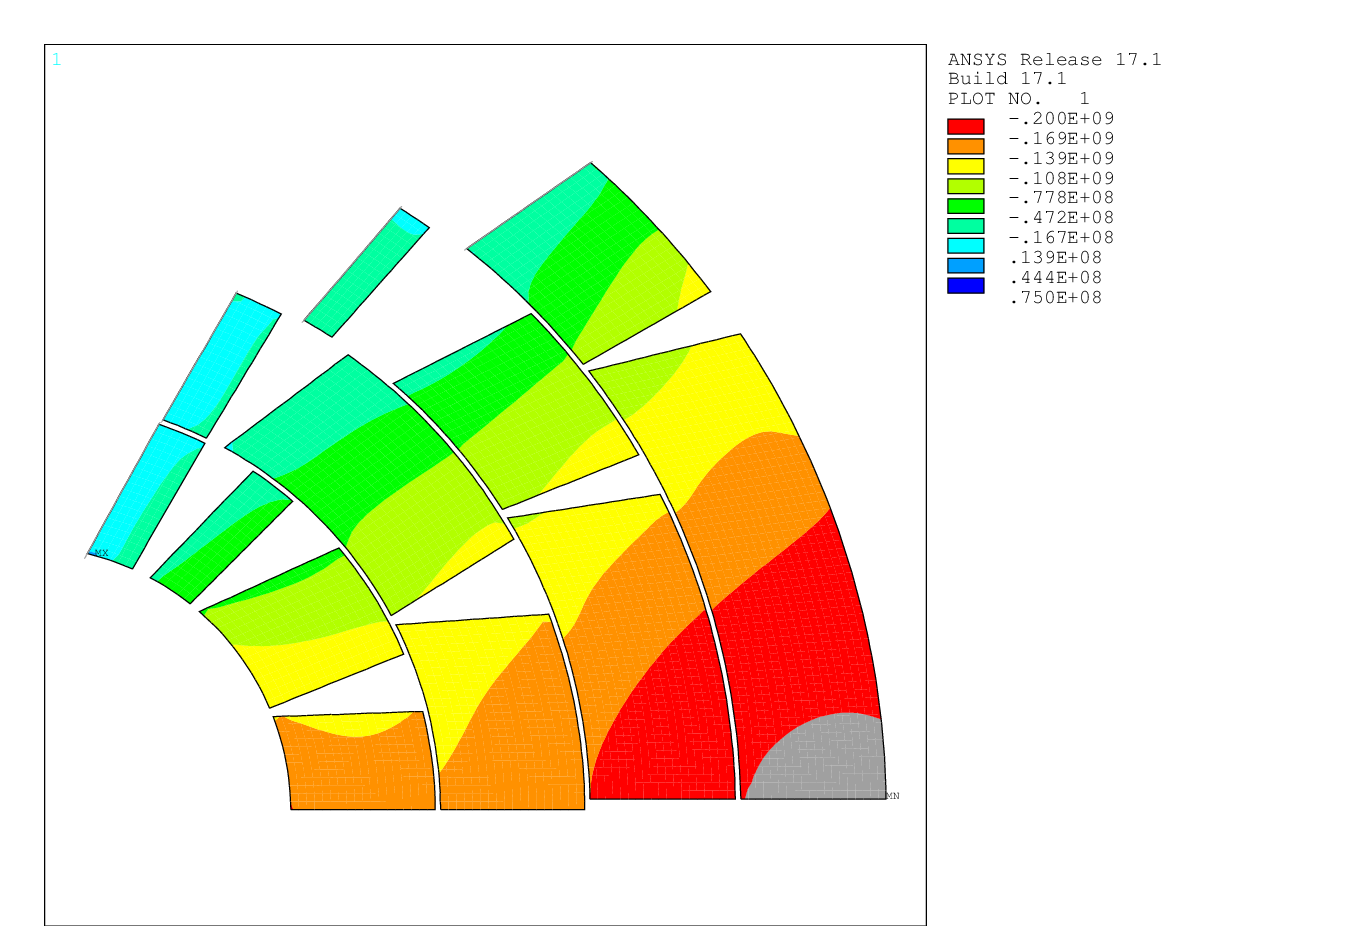 1
ANSYS Release 17.1
Build 17.1
PLOT NO. 1
-.200E+09
-.169E+09
-.139E+09
-.108E+09
-.778E+08
-.472E+08
-.167E+08
.139E+08
.444E+08
.750E+08
MX
MN